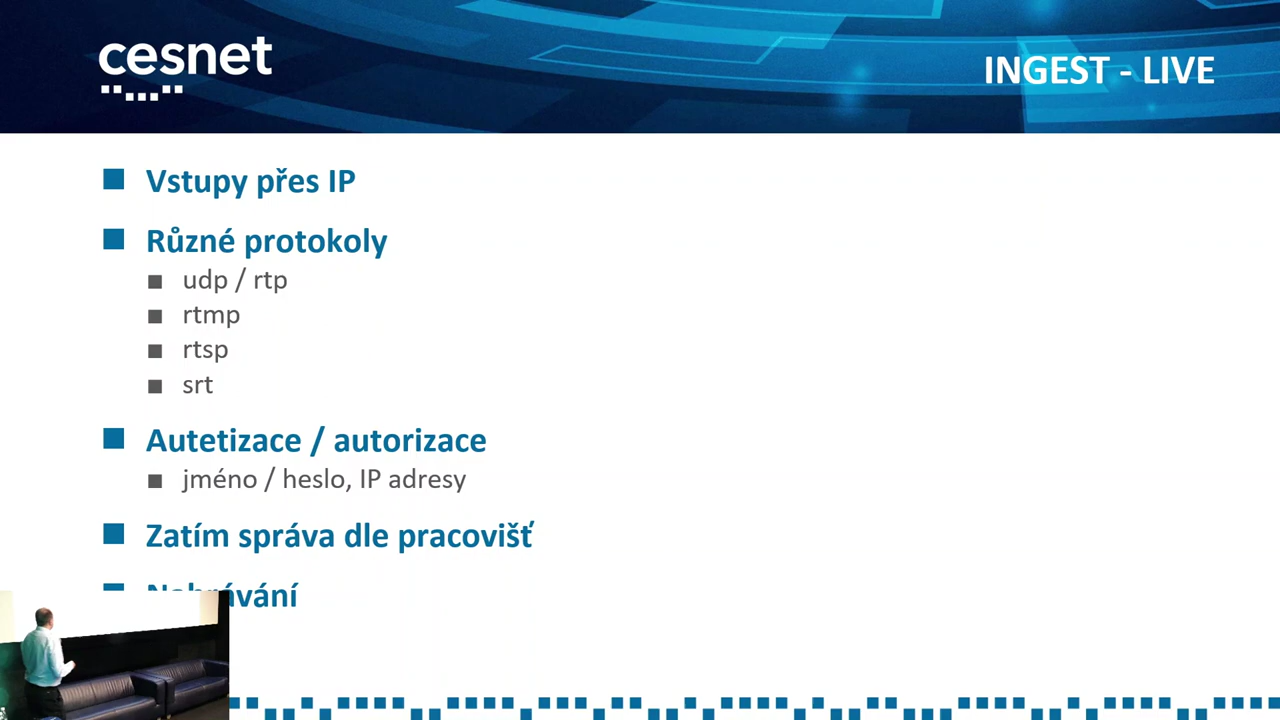 cesnet
INGEST - LIVE
Vstupy přes IP
Různé protokoly
udp / rtp
rtmp
rtsp
srt
Autetizace / autorizace
jméno / heslo, IP adresy
Zatím správa dle pracovišť
Nahrávání